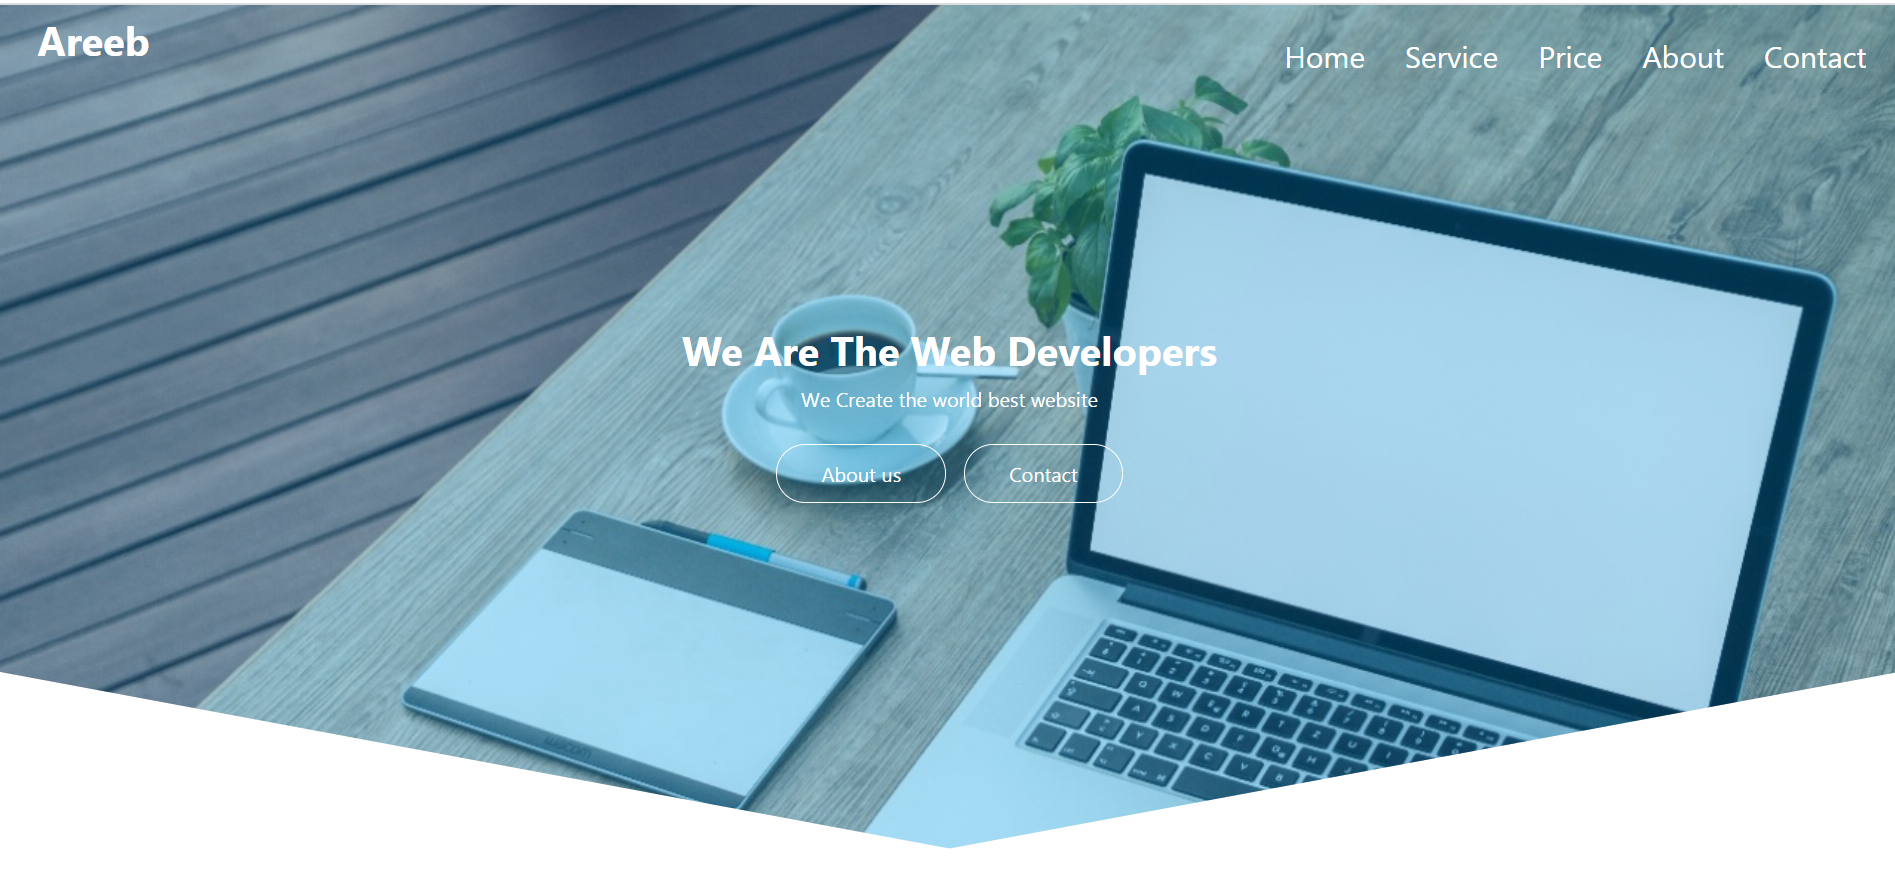 Areeb
Home Service Price About Contact
We Are The Web Developers
We Create the world best website
About us Contact